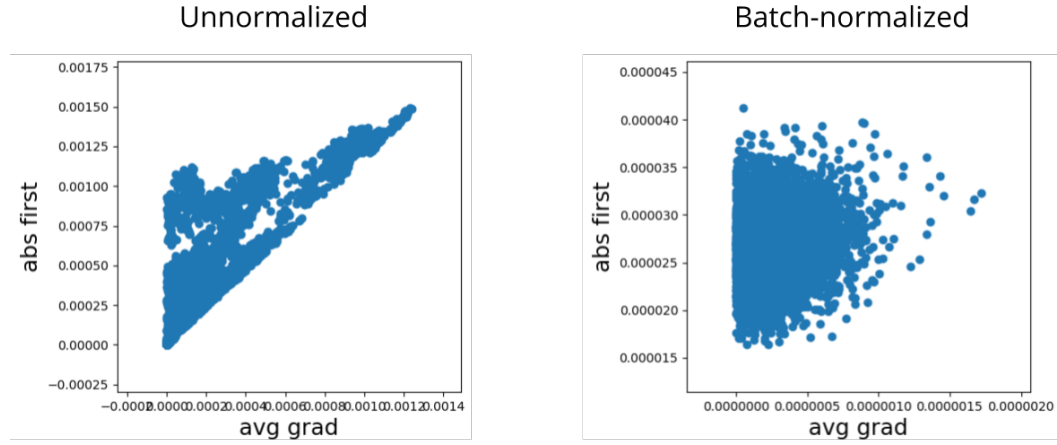 Unnormalized
Batch-normalized
0.00175
0.00150
0.00125
0.00100
0.00075
0.00050
0.00025
0.00000
−0.00025
abs first
−0.0002 0.0000 0.0002 0.0004 0.0006 0.0008 0.0010 0.0012 0.0014
avg grad
0.000045
0.000040
0.000035
0.000030
0.000025
0.000020
0.000015
abs first
0.0000000 0.0000005 0.0000010 0.0000015 0.0000020
avg grad